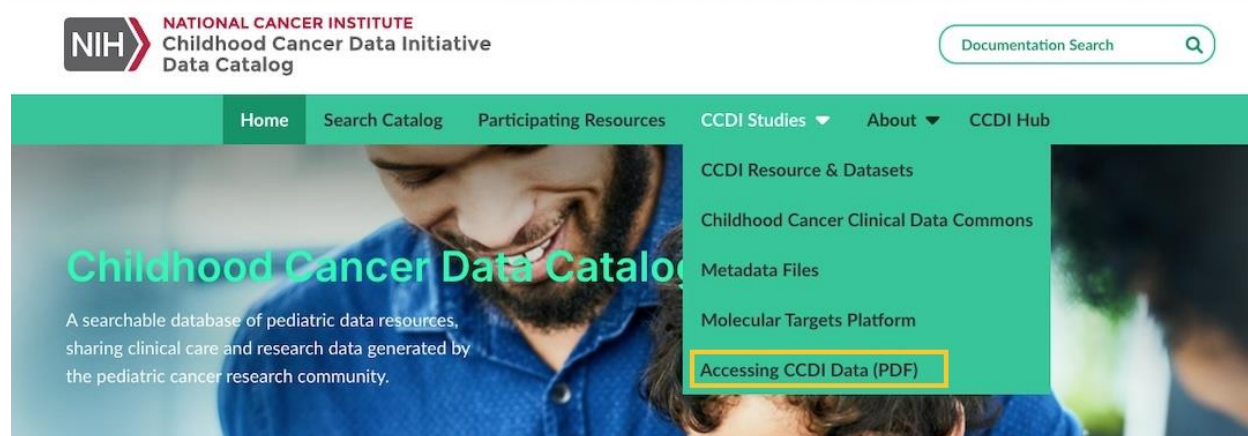 NIH
NATIONAL CANCER INSTITUTE
Childhood Cancer Data Initiative
Data Catalog
Documentation Search
Home
Search Catalog
Participating Resources
CCDI Studies
About
CCDI Hub
CCDI Resource & Datasets
Childhood Cancer Clinical Data Commons
Metadata Files
Molecular Targets Platform
Accessing CCDI Data (PDF)
Childhood Cancer Data Catalog
A searchable database of pediatric data resources,
sharing clinical care and research data generated by
the pediatric cancer research community.